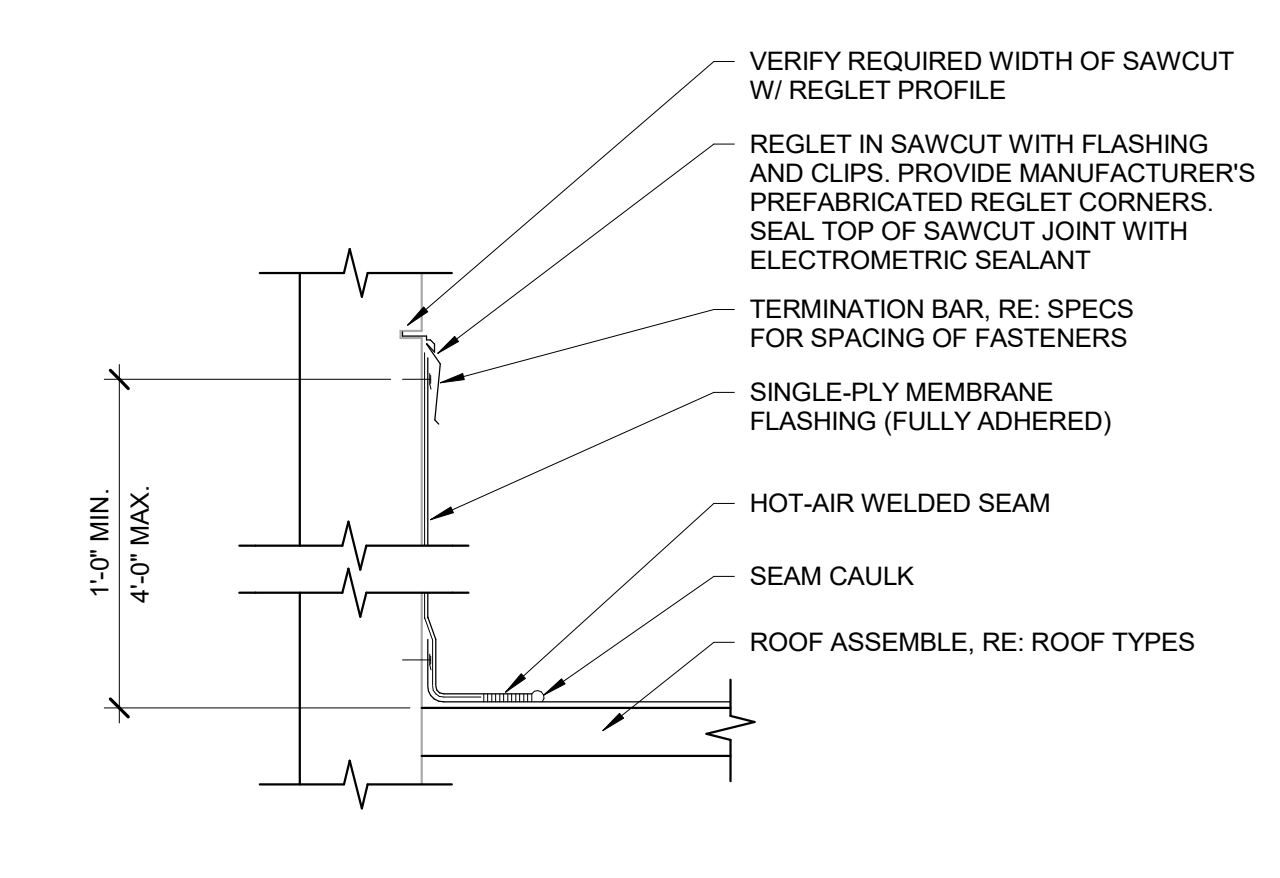 VERIFY REQUIRED WIDTH OF SAWCUT
W/ REGLET PROFILE
REGLET IN SAWCUT WITH FLASHING
AND CLIPS. PROVIDE MANUFACTURER'S
PREFABRICATED REGLET CORNERS.
SEAL TOP OF SAWCUT JOINT WITH
ELECTROMETRIC SEALANT
TERMINATION BAR, RE: SPECS
FOR SPACING OF FASTENERS
SINGLE-PLY MEMBRANE
FLASHING (FULLY ADHERED)
HOT-AIR WELDED SEAM
SEAM CAULK
ROOF ASSEMBLE, RE: ROOF TYPES
1'-0" MIN.
4'-0" MAX.